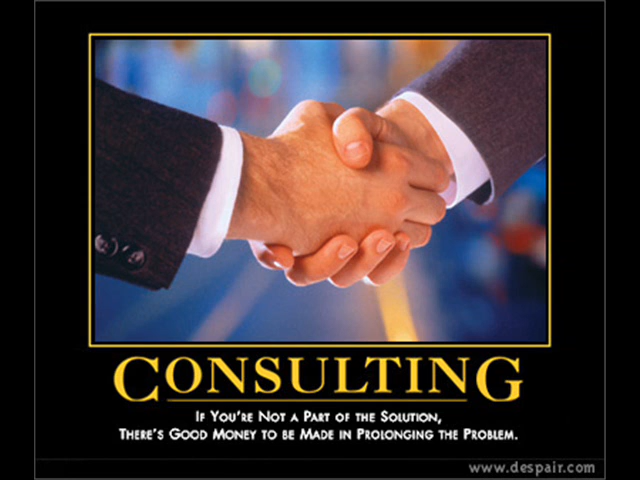 CONSULTING
IF YOU'RE NOT A PART OF THE SOLUTION,
THERE'S GOOD MONEY TO BE MADE IN PROLONGING THE PROBLEM.
www.despair.com